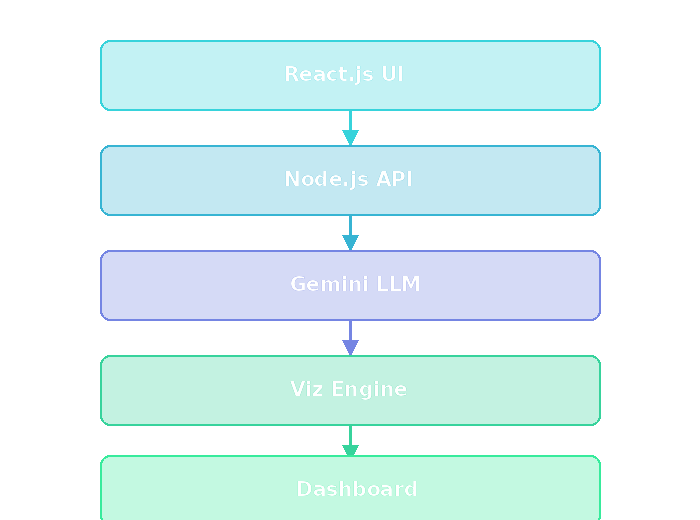 React.js UI
Node.js API
Gemini LLM
Viz Engine
Dashboard